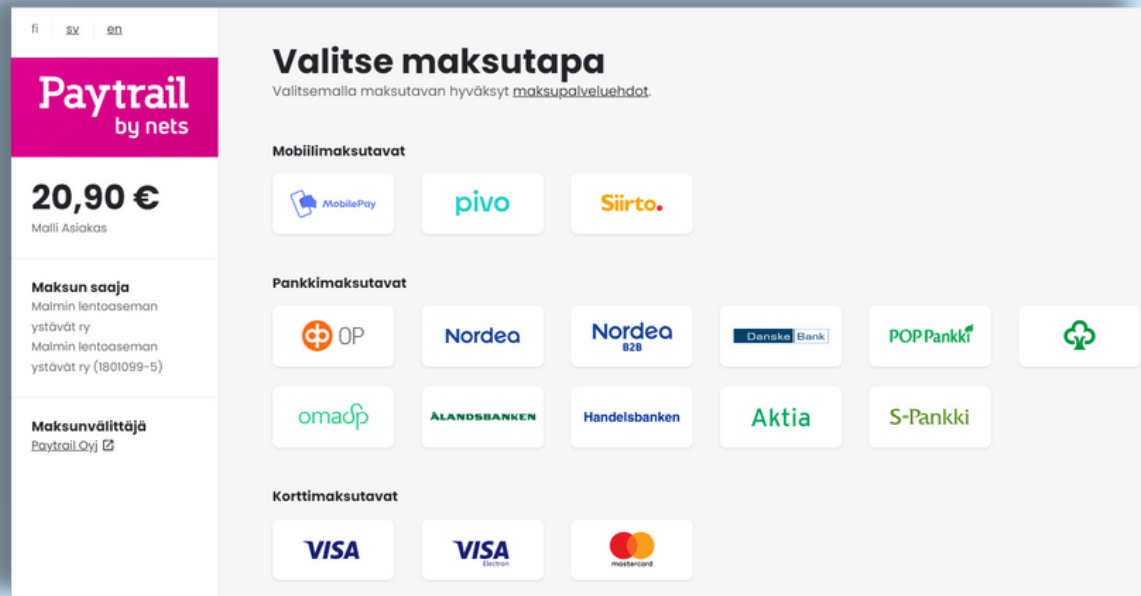 fi sv en
Paytrail
by nets
20,90 €
Malli Asiakas
Maksun saaja
Malmin lentoaseman
ystävät ry
Malmin lentoaseman
ystävät ry (1801099-5)
Maksunvälittäjä
Paytrail Oyj
Valitse maksutapa
Valitsemalla maksutavan hyväksyt maksupalveluehdot.
Mobiilimaksutavat
MobilePay pivo Siirto.
Pankkimaksutavat
OP Nordea Nordea B2B Danske Bank POP Pankki
omasp ÅLANDSBANKEN Handelsbanken Aktia S-Pankki
Korttimaksutavat
VISA VISA Electron mastercard